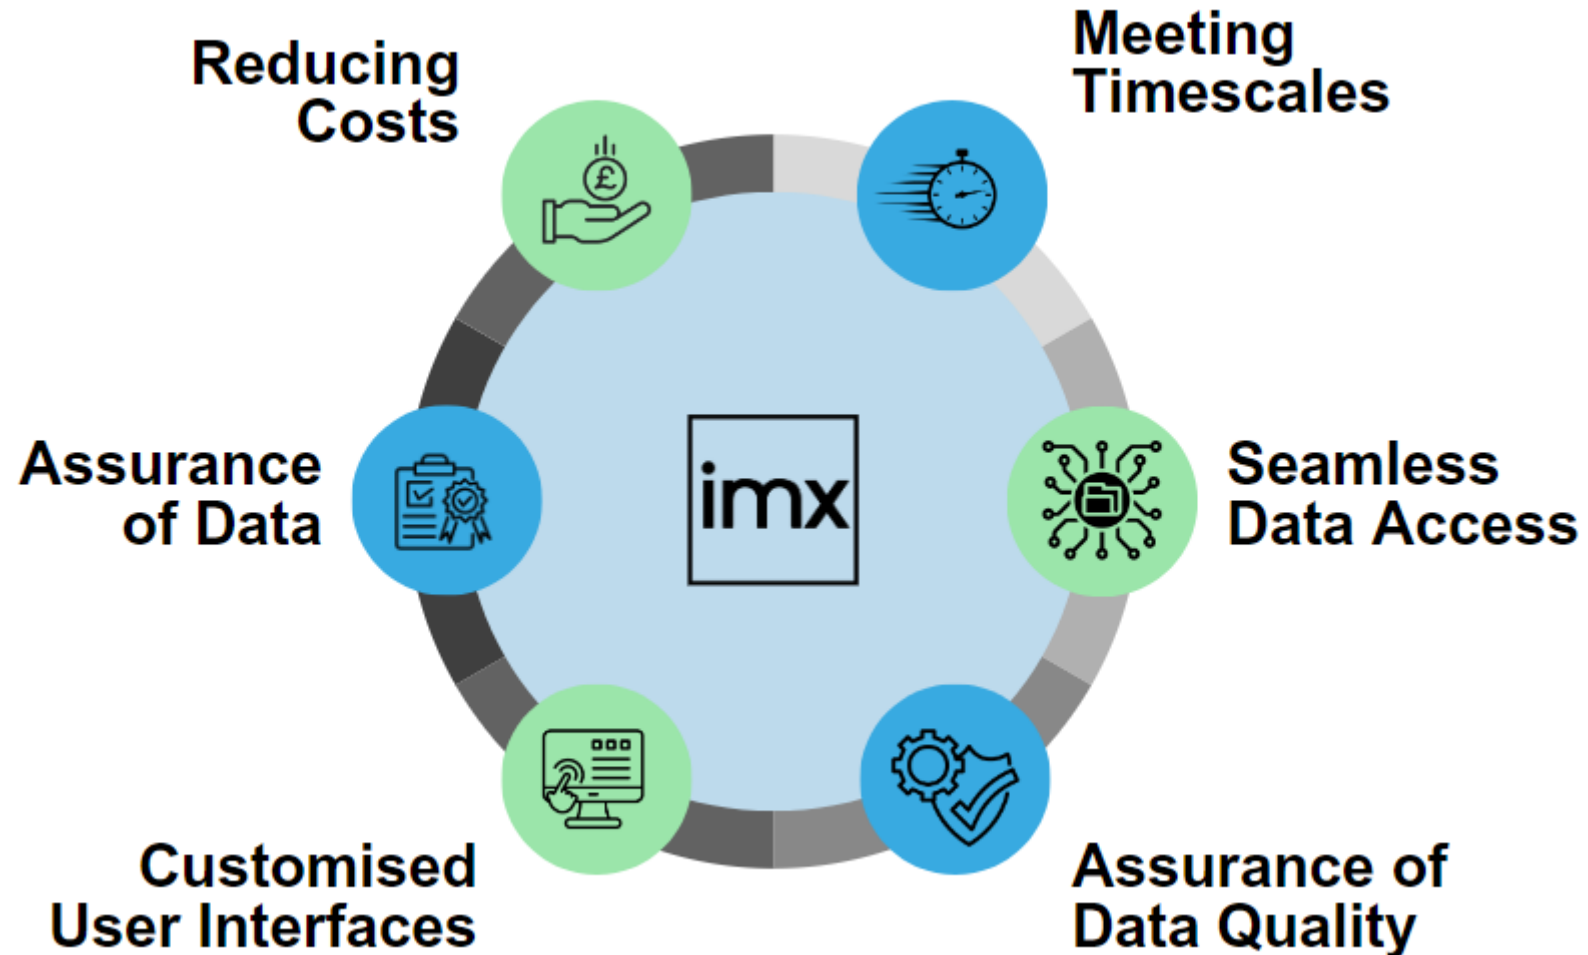 Reducing
Costs
Meeting
Timescales
£
Assurance
of Data
imx
Seamless
Data Access
Customised
User Interfaces
Assurance of
Data Quality